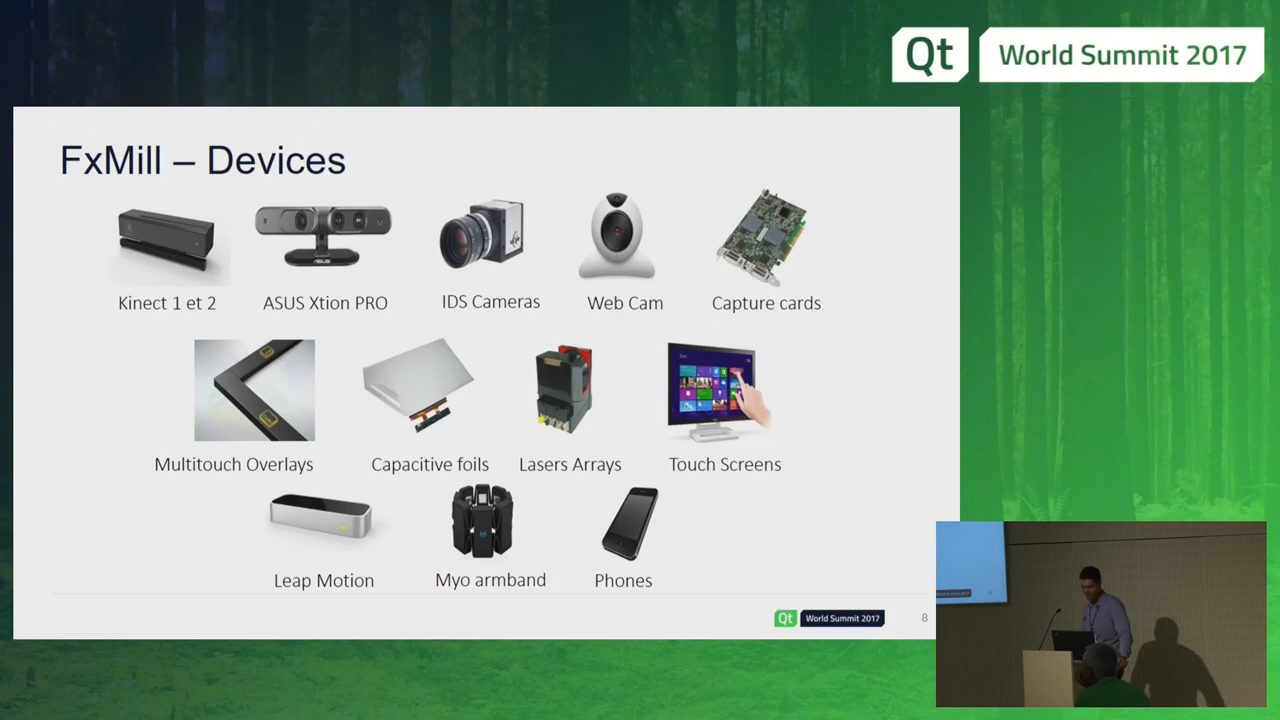 Qt World Summit 2017
FxMill – Devices
ASUS
Kinect 1 et 2
ASUS Xtion PRO
IDS Cameras
Web Cam
Capture cards
Multitouch Overlays
Capacitive foils
Lasers Arrays
Touch Screens
Leap Motion
Myo armband
Phones
Qt World Summit 2017
8